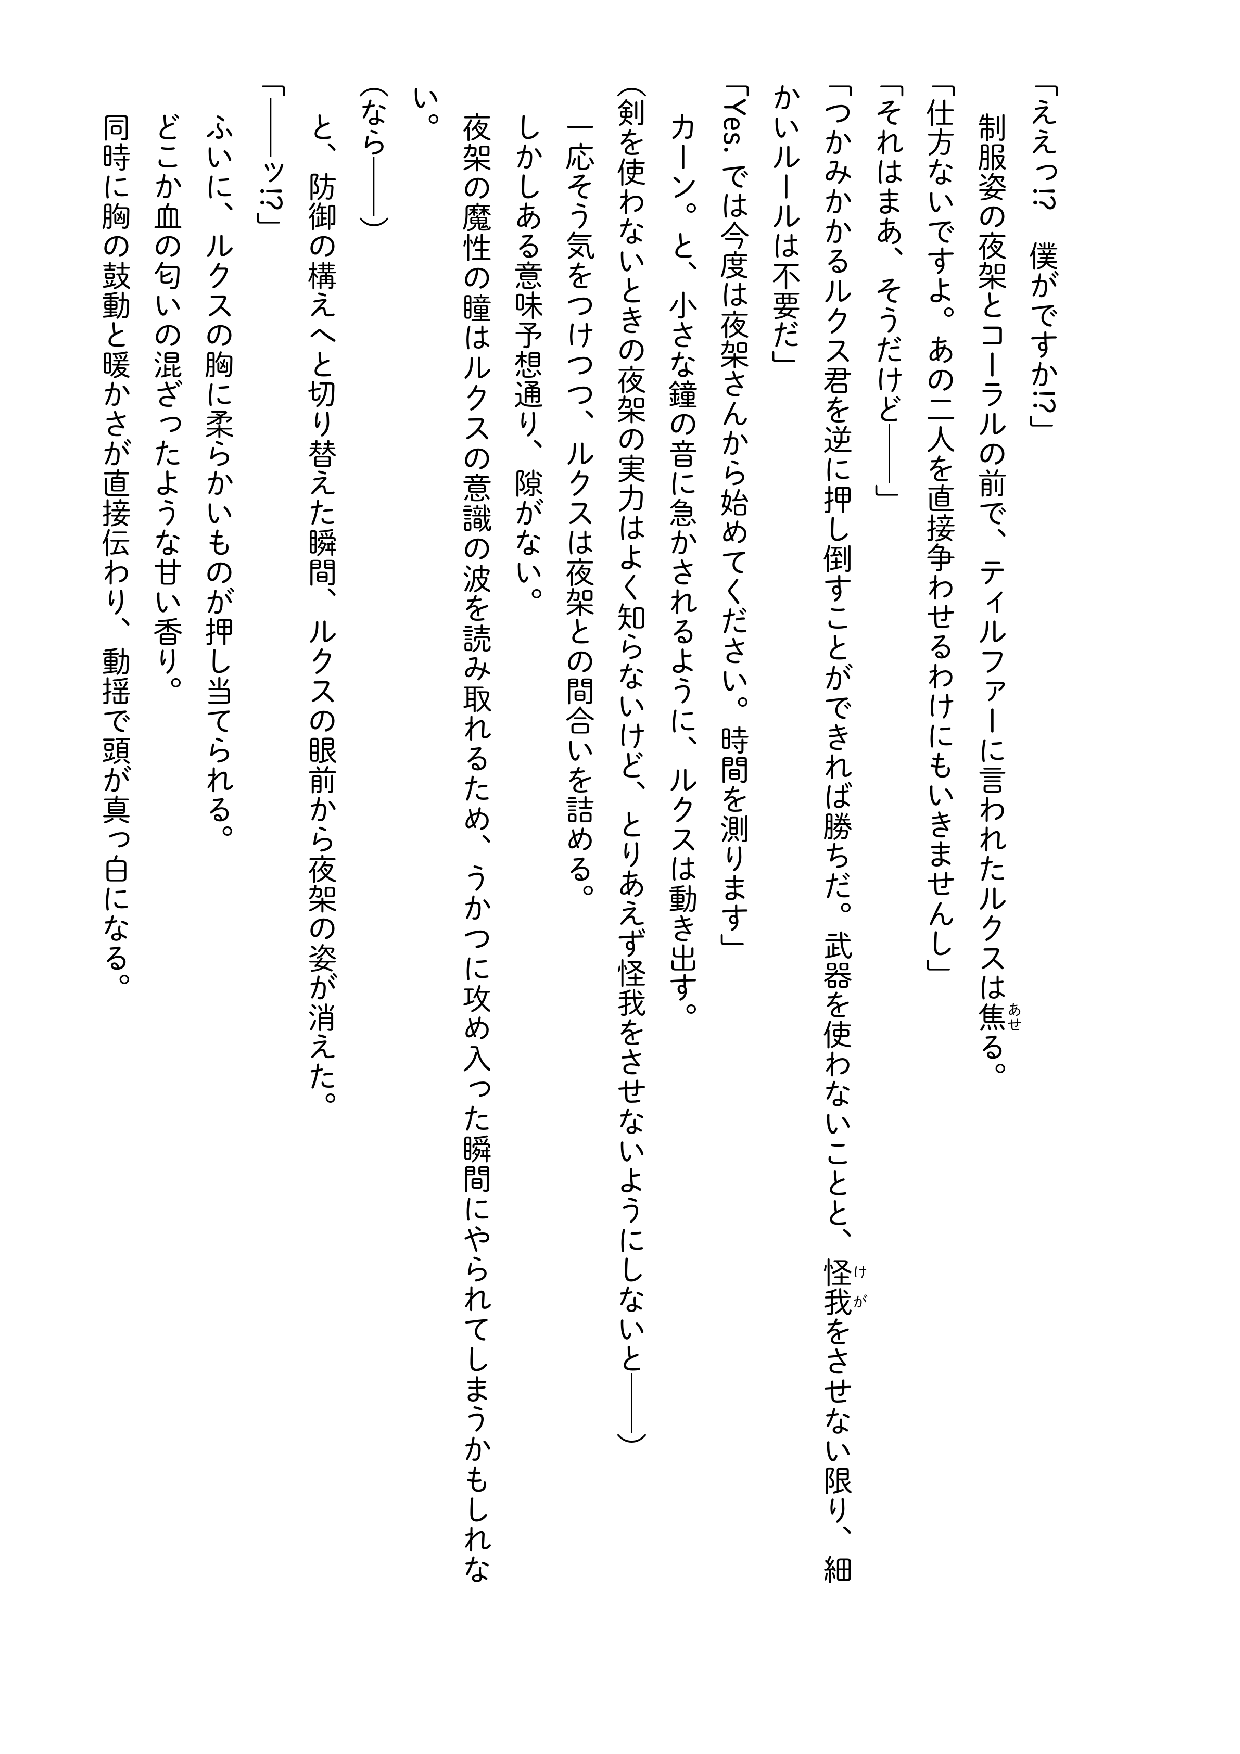 「ええっ!?　僕がですか!?」
　制服姿の夜架とコーラルの前で、ティルファーに言われたルクスは焦る。
あせ
「仕方ないですよ。あの二人を直接争わせるわけにもいきませんし」
「それはまあ、そうだけど――」
「つかみかかるルクス君を逆に押し倒すことができれば勝ちだ。武器を使わないことと、怪我をさせない限り、細
けが
かいルールは不要だ」
「Yes. では今度は夜架さんから始めてください。時間を測ります」
　カーン。と、小さな鐘の音に急かされるように、ルクスは動き出す。
（剣を使わないときの夜架の実力はよく知らないけど、とりあえず怪我をさせないようにしないと――）
　一応そう気をつけつつ、ルクスは夜架との間合いを詰める。
　しかしある意味予想通り、隙がない。
　夜架の魔性の瞳はルクスの意識の波を読み取れるため、うかつに攻め入った瞬間にやられてしまうかもしれな
い。
（なら――）
　と、防御の構えへと切り替えた瞬間、ルクスの眼前から夜架の姿が消えた。
「――ッ!?」
　ふいに、ルクスの胸に柔らかいものが押し当てられる。
　どこか血の匂いの混ざったような甘い香り。
　同時に胸の鼓動と暖かさが直接伝わり、動揺で頭が真っ白になる。